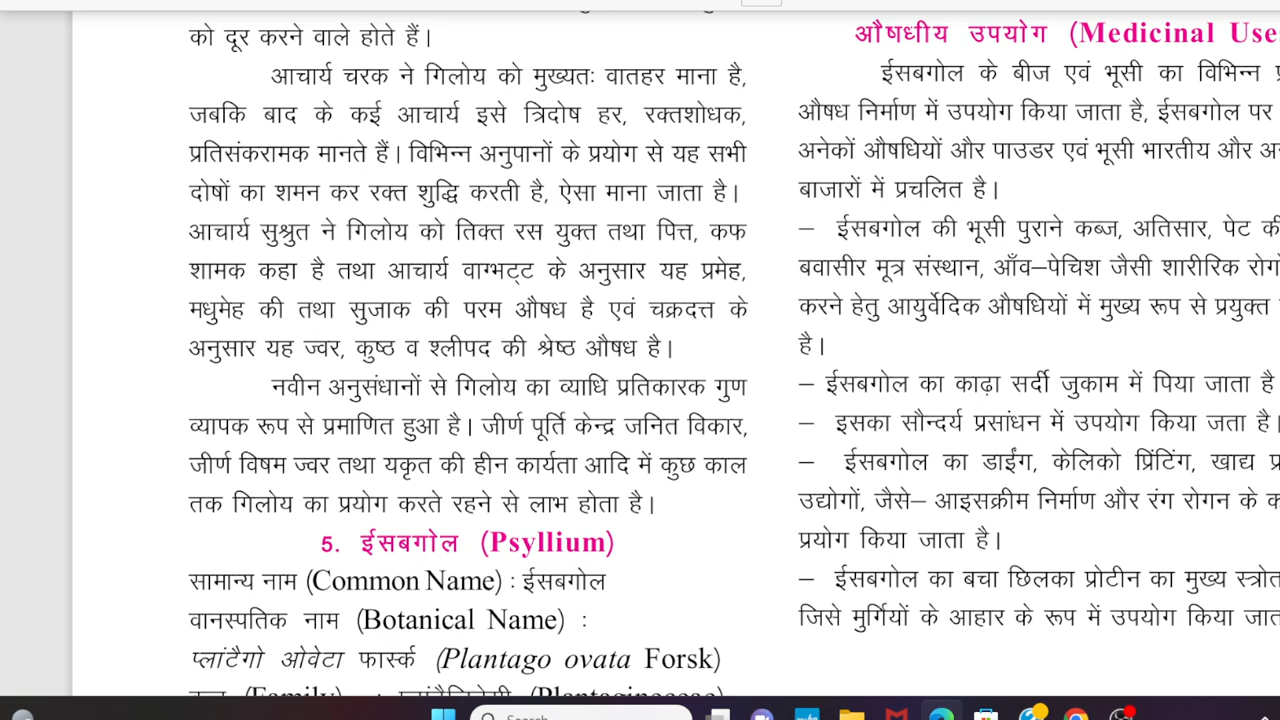 को दूर करने वाले होते हैं।
आचार्य चरक ने गिलोय को मुख्यतः वातहर माना है,
जबकि बाद के कई आचार्य इसे त्रिदोष हर, रक्तशोधक,
प्रतिसंकरामक मानते हैं। विभिन्न अनुपानों के प्रयोग से यह सभी
दोषों का शमन कर रक्त शुद्धि करती है, ऐसा माना जाता है।
आचार्य सुश्रुत ने गिलोय को तिक्त रस युक्त तथा पित्त, कफ
शामक कहा है तथा आचार्य वाग्भट्ट के अनुसार यह प्रमेह,
मधुमेह की तथा सुजाक की परम औषध है एवं चक्रदत्त के
अनुसार यह ज्वर, कुष्ठ व श्लीपद की श्रेष्ठ औषध है।
नवीन अनुसंधानों से गिलोय का व्याधि प्रतिकारक गुण
व्यापक रूप से प्रमाणित हुआ है। जीर्ण पूर्ति केन्द्र जनित विकार,
जीर्ण विषम ज्वर तथा यकृत की हीन कार्यता आदि में कुछ काल
तक गिलोय का प्रयोग करते रहने से लाभ होता है।
5. ईसबगोल (Psyllium)
सामान्य नाम (Common Name) : ईसबगोल
वानस्पतिक नाम (Botanical Name) :
प्लांटैगो ओवेटा फार्स्क (Plantago ovata Forsk)
औषधीय उपयोग (Medicinal Use
ईसबगोल के बीज एवं भूसी का विभिन्न
औषध निर्माण में उपयोग किया जाता है, ईसबगोल पर
अनेकों औषधियों और पाउडर एवं भूसी भारतीय और
बाजारों में प्रचलित है।
– ईसबगोल की भूसी पुराने कब्ज, अतिसार, पेट की
बवासीर मूत्र संस्थान, आँव–पेचिश जैसी शारीरिक
करने हेतु आयुर्वेदिक औषधियों में मुख्य रूप से प्रयुक्त
है।
– ईसबगोल का काढ़ा सर्दी जुकाम में पिया जाता है
– इसका सौन्दर्य प्रसांधन में उपयोग किया जता है।
– ईसबगोल का डाईंग, केलिको प्रिंटिंग, खाद्य
उद्योगों, जैसे– आइसक्रीम निर्माण और रंग रोगन के
प्रयोग किया जाता है।
– ईसबगोल का बचा छिलका प्रोटीन का मुख्य स्त्रोत
जिसे मुर्गियों के आहार के रूप में उपयोग किया
Search